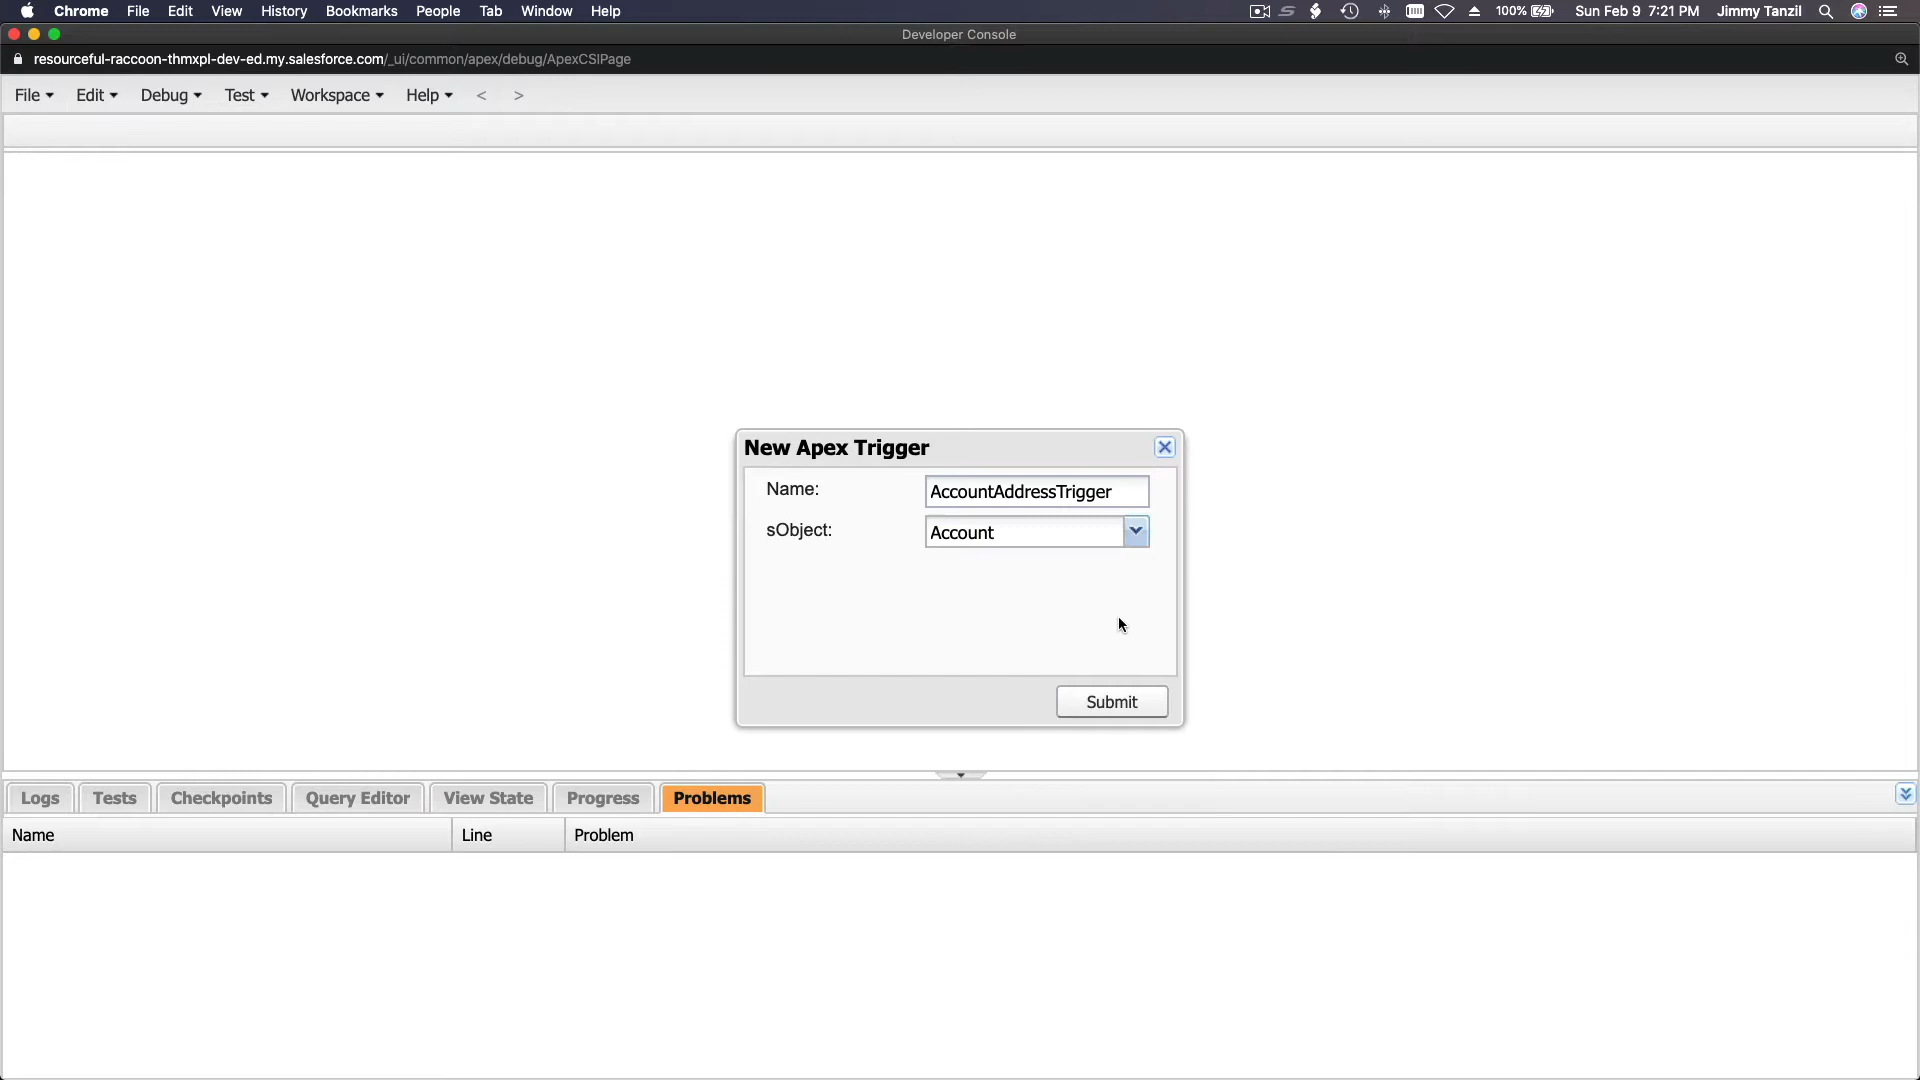 Chrome File Edit View History Bookmarks People Tab Window Help 100% Sun Feb 9 7:21 PM Jimmy Tanzil
Developer Console
resourceful-raccoon-thmxpl-dev-ed.my.salesforce.com/_ui/common/apex/debug/ApexCSIPage
File Edit Debug Test Workspace Help < >
New Apex Trigger
Name: AccountAddressTrigger
sObject: Account
Submit
Logs Tests Checkpoints Query Editor View State Progress Problems
Name Line Problem